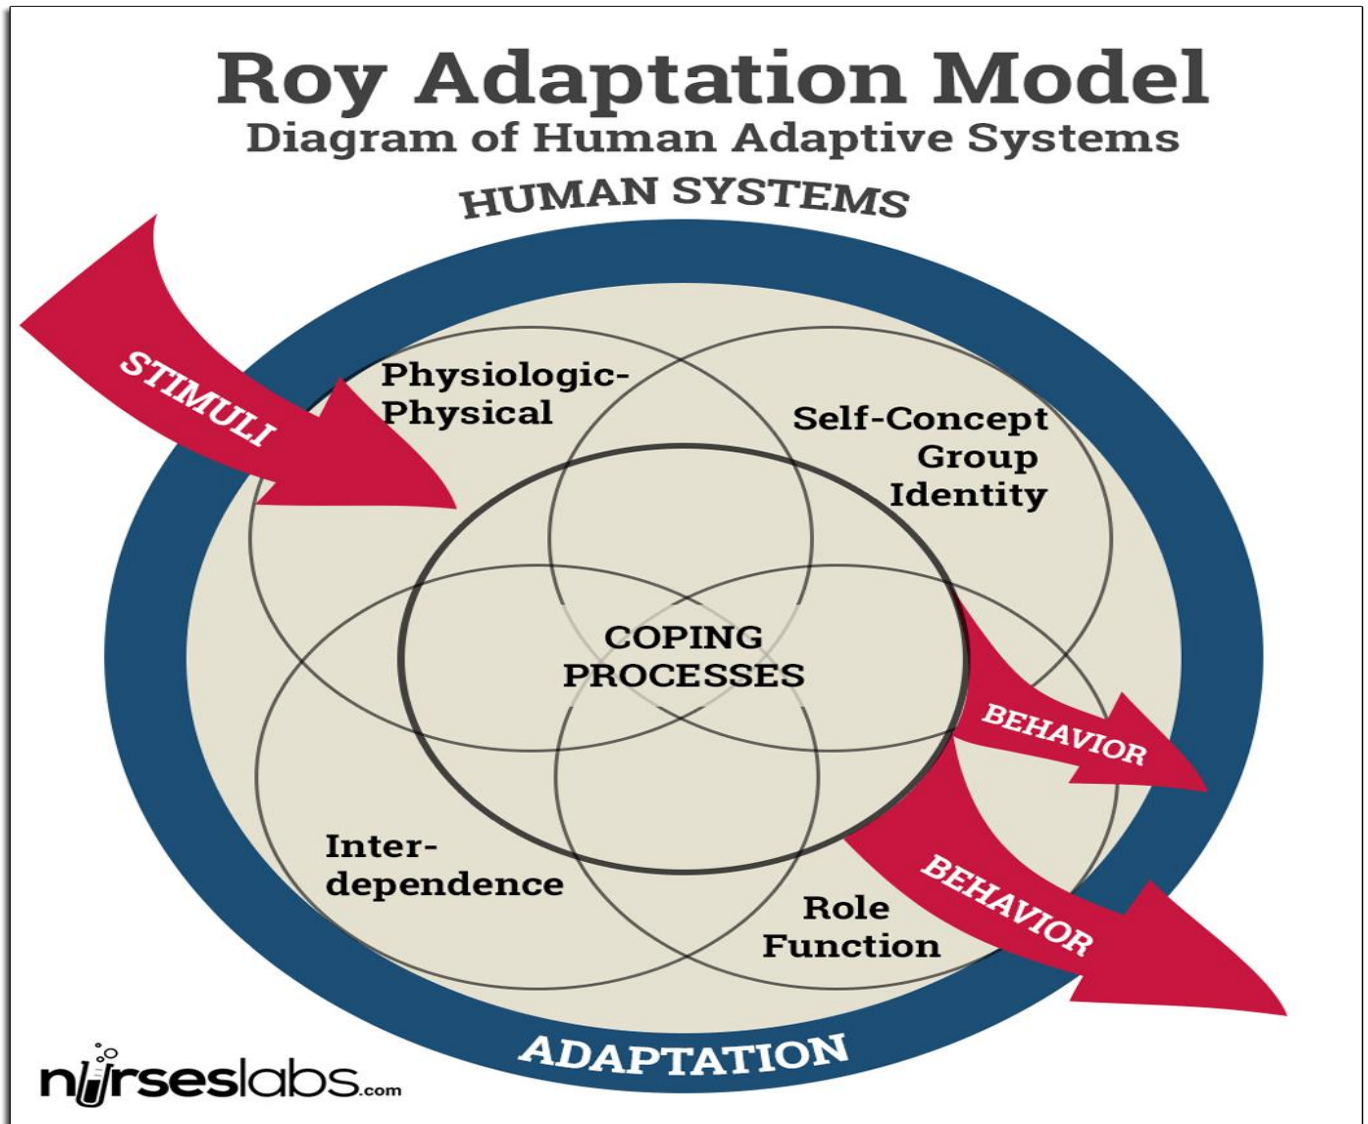 Roy Adaptation Model
Diagram of Human Adaptive Systems
HUMAN SYSTEMS
STIMULI
Physiologic-
Physical
Self-Concept
Group
Identity
COPING
PROCESSES
BEHAVIOR
BEHAVIOR
Inter-
dependence
Role
Function
ADAPTATION
nurseslabs.com